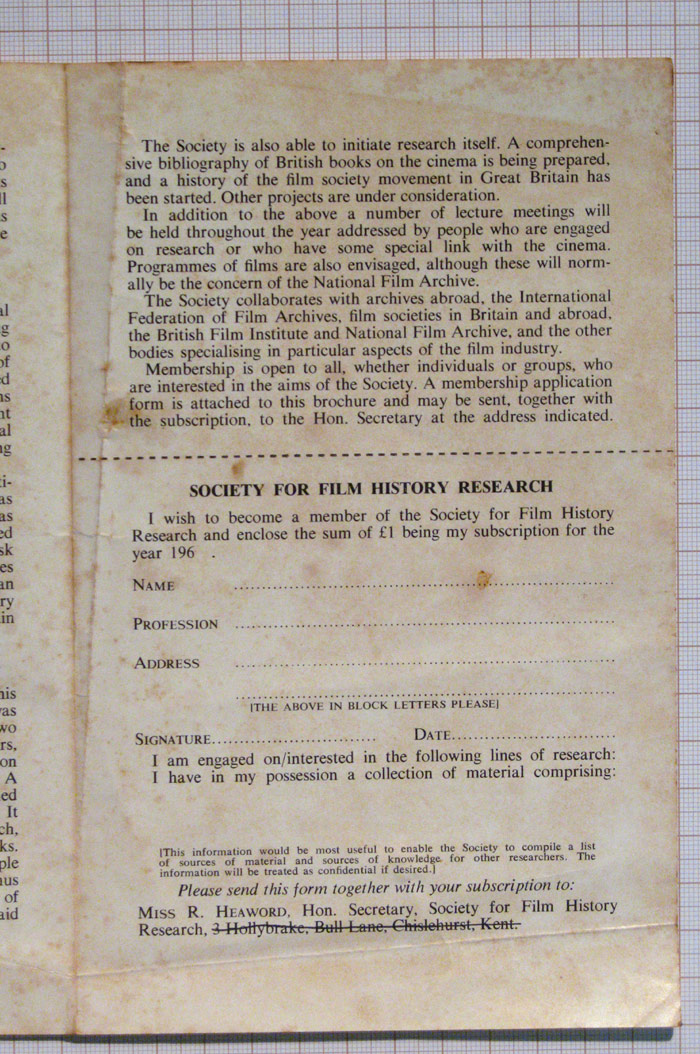 The Society is also able to initiate research itself. A comprehen-
sive bibliography of British books on the cinema is being prepared,
and a history of the film society movement in Great Britain has
been started. Other projects are under consideration.
In addition to the above a number of lecture meetings will
be held throughout the year addressed by people who are engaged
on research or who have some special link with the cinema.
Programmes of films are also envisaged, although these will norm-
ally be the concern of the National Film Archive.
The Society collaborates with archives abroad, the International
Federation of Film Archives, film societies in Britain and abroad,
the British Film Institute and National Film Archive, and the other
bodies specialising in particular aspects of the film industry.
Membership is open to all, whether individuals or groups, who
are interested in the aims of the Society. A membership application
form is attached to this brochure and may be sent, together with
the subscription, to the Hon. Secretary at the address indicated.
SOCIETY FOR FILM HISTORY RESEARCH
I wish to become a member of the Society for Film History
Research and enclose the sum of £1 being my subscription for the
year 196 .
NAME
PROFESSION
ADDRESS
[THE ABOVE IN BLOCK LETTERS PLEASE]
SIGNATURE DATE
I am engaged on/interested in the following lines of research:
I have in my possession a collection of material comprising:
[This information would be most useful to enable the Society to compile a list
of sources of material and sources of knowledge for other researchers. The
information will be treated as confidential if desired.]
Please send this form together with your subscription to:
MISS R. HEAWORD, Hon. Secretary, Society for Film History
Research, 3 Hollybrake, Bull Lane, Chislehurst, Kent.